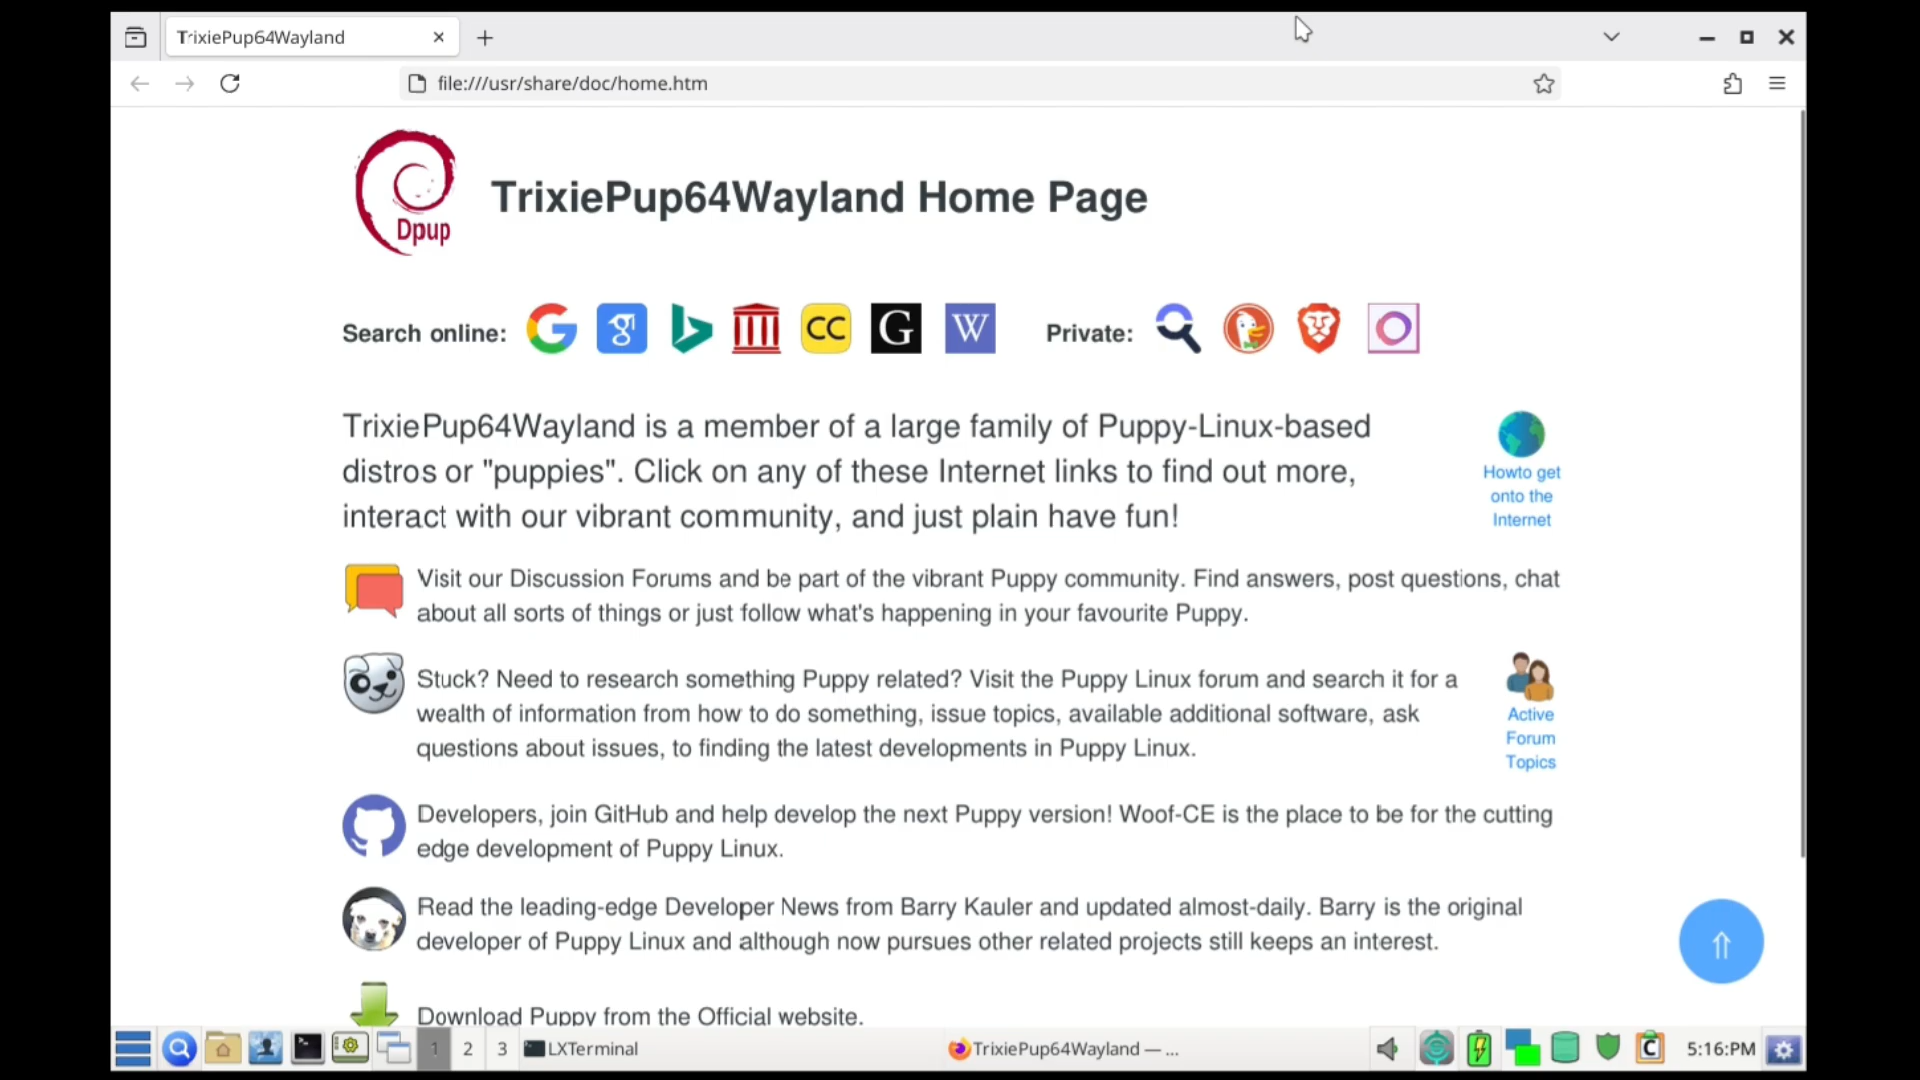 TrixiePup64Wayland
file:///usr/share/doc/home.htm
Dpup
TrixiePup64Wayland Home Page
Search online: G g Private:
CC G W
TrixiePup64Wayland is a member of a large family of Puppy-Linux-based
distros or "puppies". Click on any of these Internet links to find out more,
interact with our vibrant community, and just plain have fun!
Howto get
onto the
Internet
Visit our Discussion Forums and be part of the vibrant Puppy community. Find answers, post questions, chat
about all sorts of things or just follow what's happening in your favourite Puppy.
Stuck? Need to research something Puppy related? Visit the Puppy Linux forum and search it for a
wealth of information from how to do something, issue topics, available additional software, ask
questions about issues, to finding the latest developments in Puppy Linux.
Active
Forum
Topics
Developers, join GitHub and help develop the next Puppy version! Woof-CE is the place to be for the cutting
edge development of Puppy Linux.
Read the leading-edge Developer News from Barry Kauler and updated almost-daily. Barry is the original
developer of Puppy Linux and although now pursues other related projects still keeps an interest.
Download Puppy from the Official website.
1 2 3 LXTerminal TrixiePup64Wayland — ... C 5:16:PM